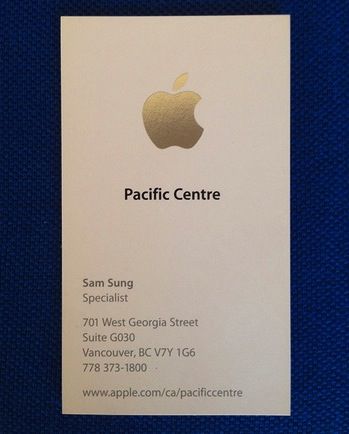 Pacific Centre
Sam Sung
Specialist
701 West Georgia Street
Suite G030
Vancouver, BC V7Y 1G6
778 373-1800
www.apple.com/ca/pacificcentre